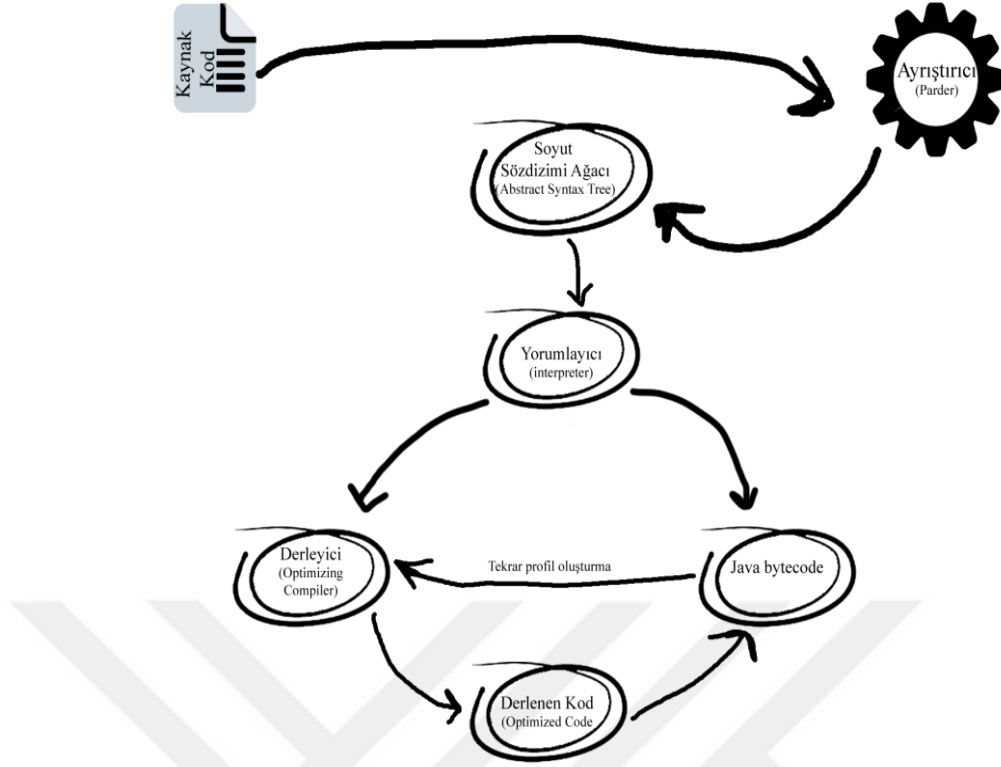 Kaynak
Kod
Ayrıştırıcı
(Parder)
Soyut
Sözdizimi Ağacı
(Abstract Syntax Tree)
Yorumlayıcı
(interpreter)
Derleyici
(Optimizing
Compiler)
Tekrar profil oluşturma
Java bytecode
Derlenen Kod
(Optimized Code